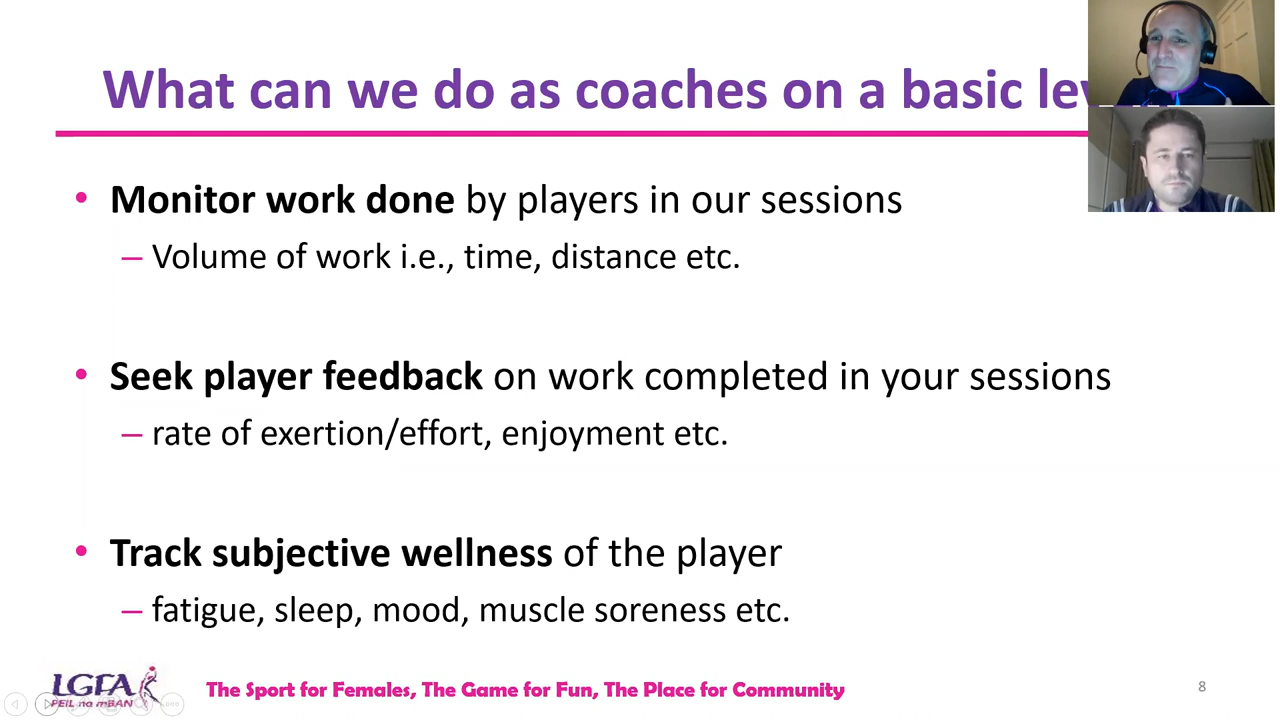 What can we do as coaches on a basic
• Monitor work done by players in our sessions
– Volume of work i.e., time, distance etc.
• Seek player feedback on work completed in your sessions
– rate of exertion/effort, enjoyment etc.
• Track subjective wellness of the player
– fatigue, sleep, mood, muscle soreness etc.
LGFA
PEIL na mBAN
The Sport for Females, The Game for Fun, The Place for Community
8